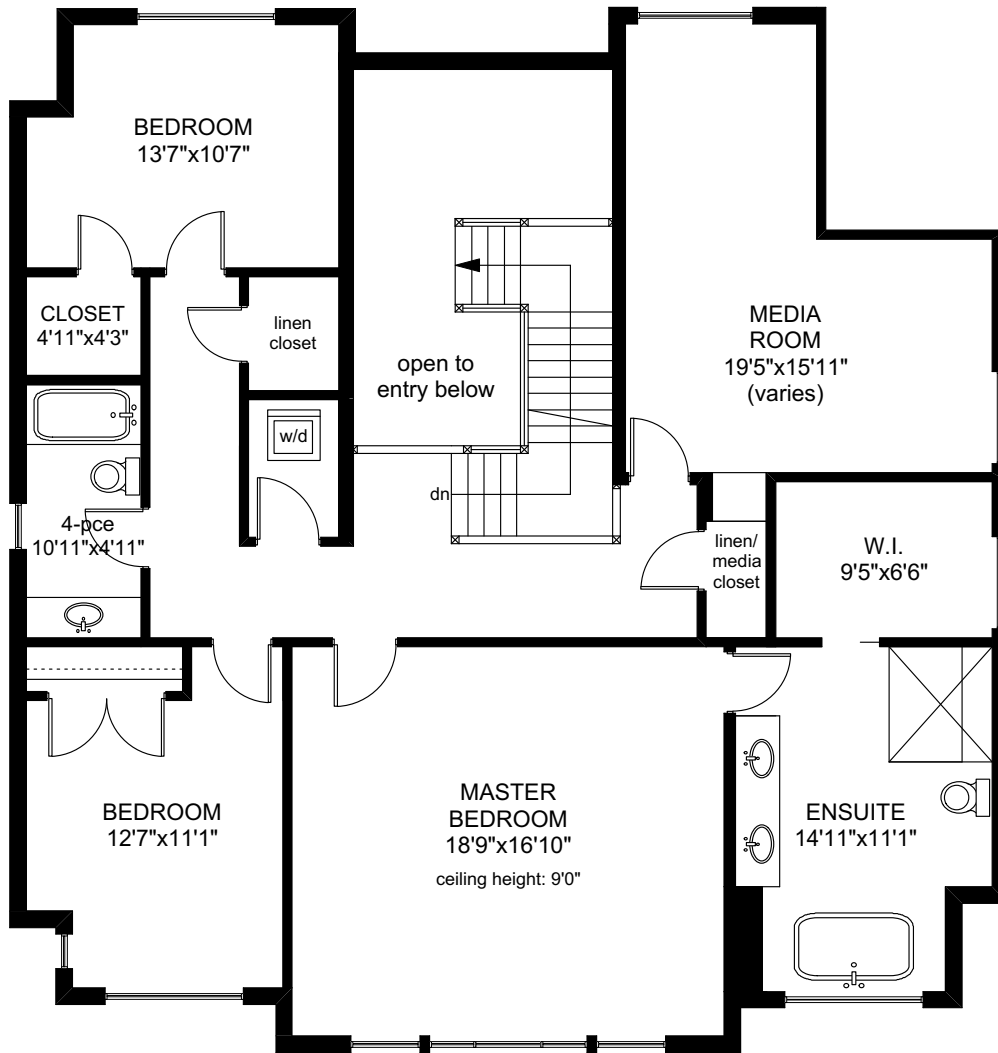 BEDROOM
13'7"x10'7"
CLOSET
4'11"x4'3"
linen
closet
open to
entry below
MEDIA
ROOM
19'5"x15'11"
(varies)
w/d
dn
4-pce
10'11"x4'11"
linen/
media
closet
W.I.
9'5"x6'6"
BEDROOM
12'7"x11'1"
MASTER
BEDROOM
18'9"x16'10"
ceiling height: 9'0"
ENSUITE
14'11"x11'1"